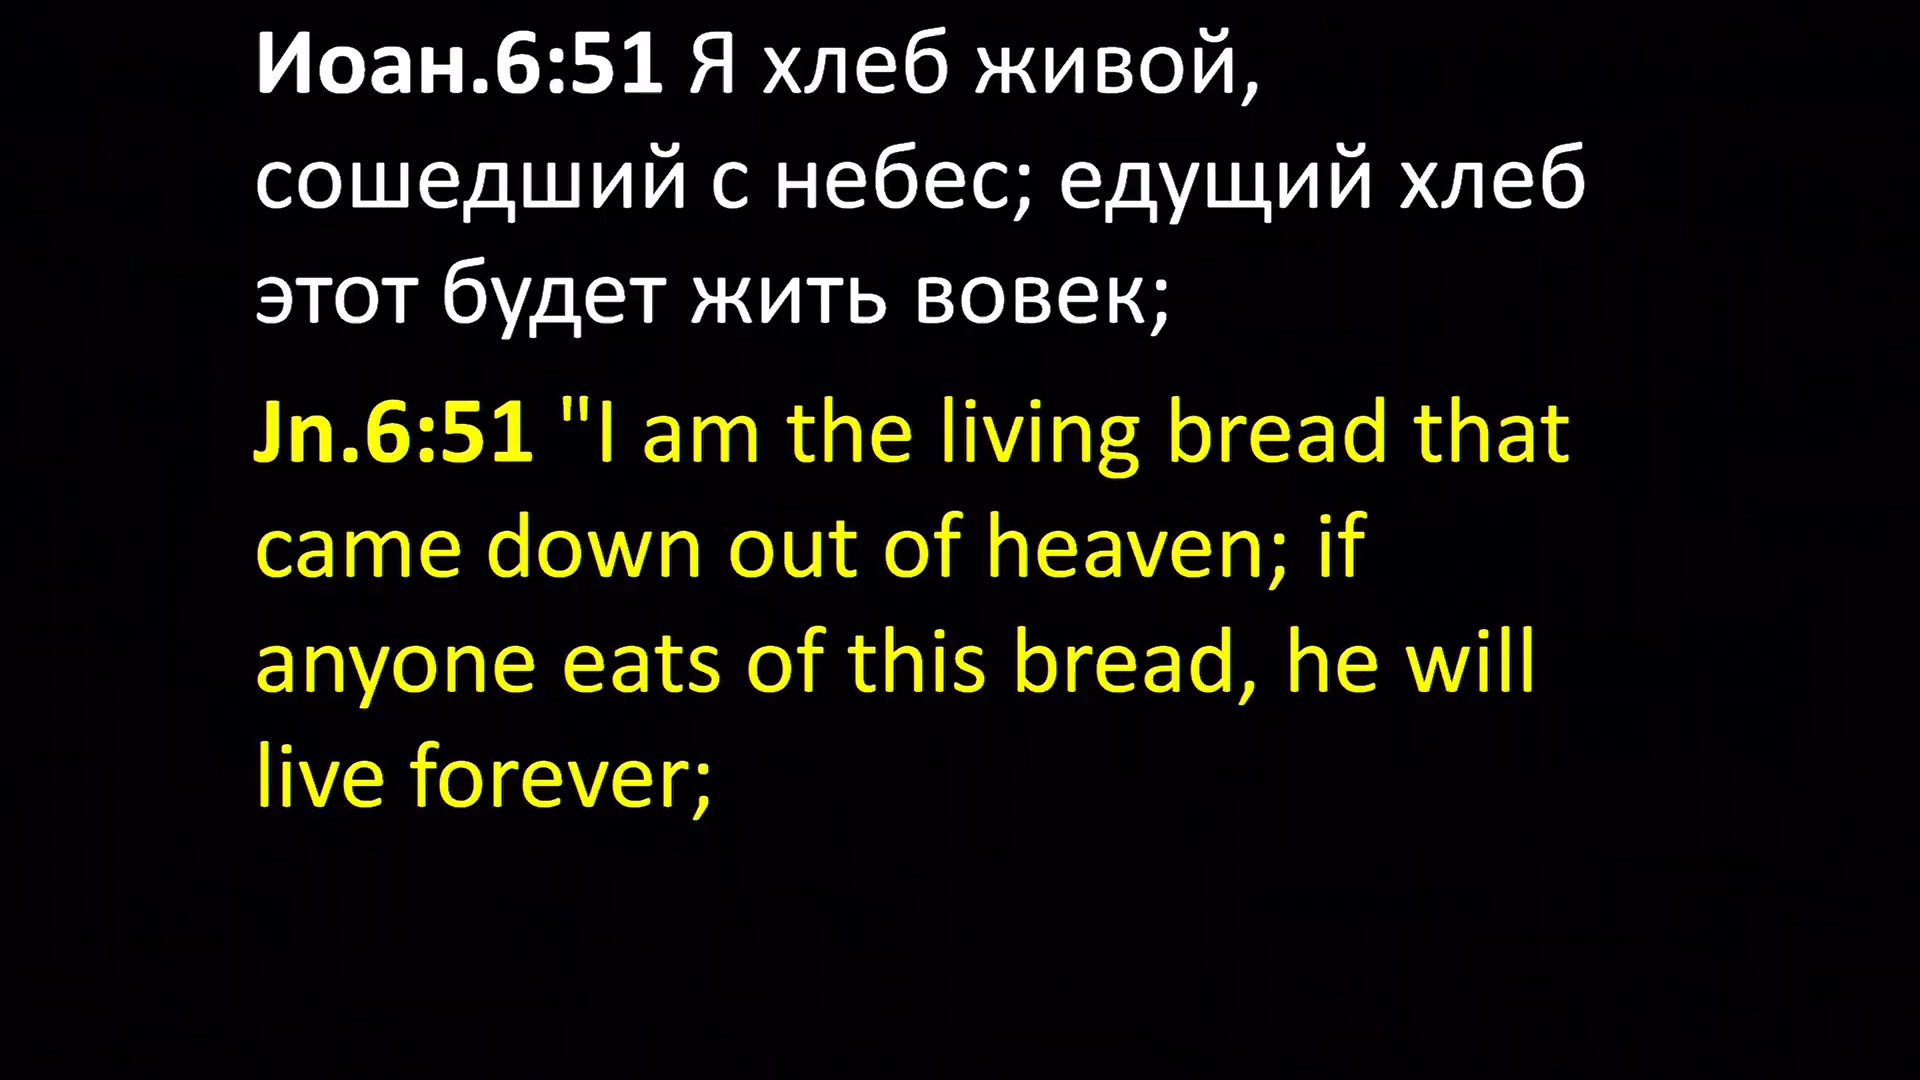 Иоан.6:51 Я хлеб живой,
сошедший с небес; едущий хлеб
этот будет жить вовек;
Jn.6:51 "I am the living bread that
came down out of heaven; if
anyone eats of this bread, he will
live forever;